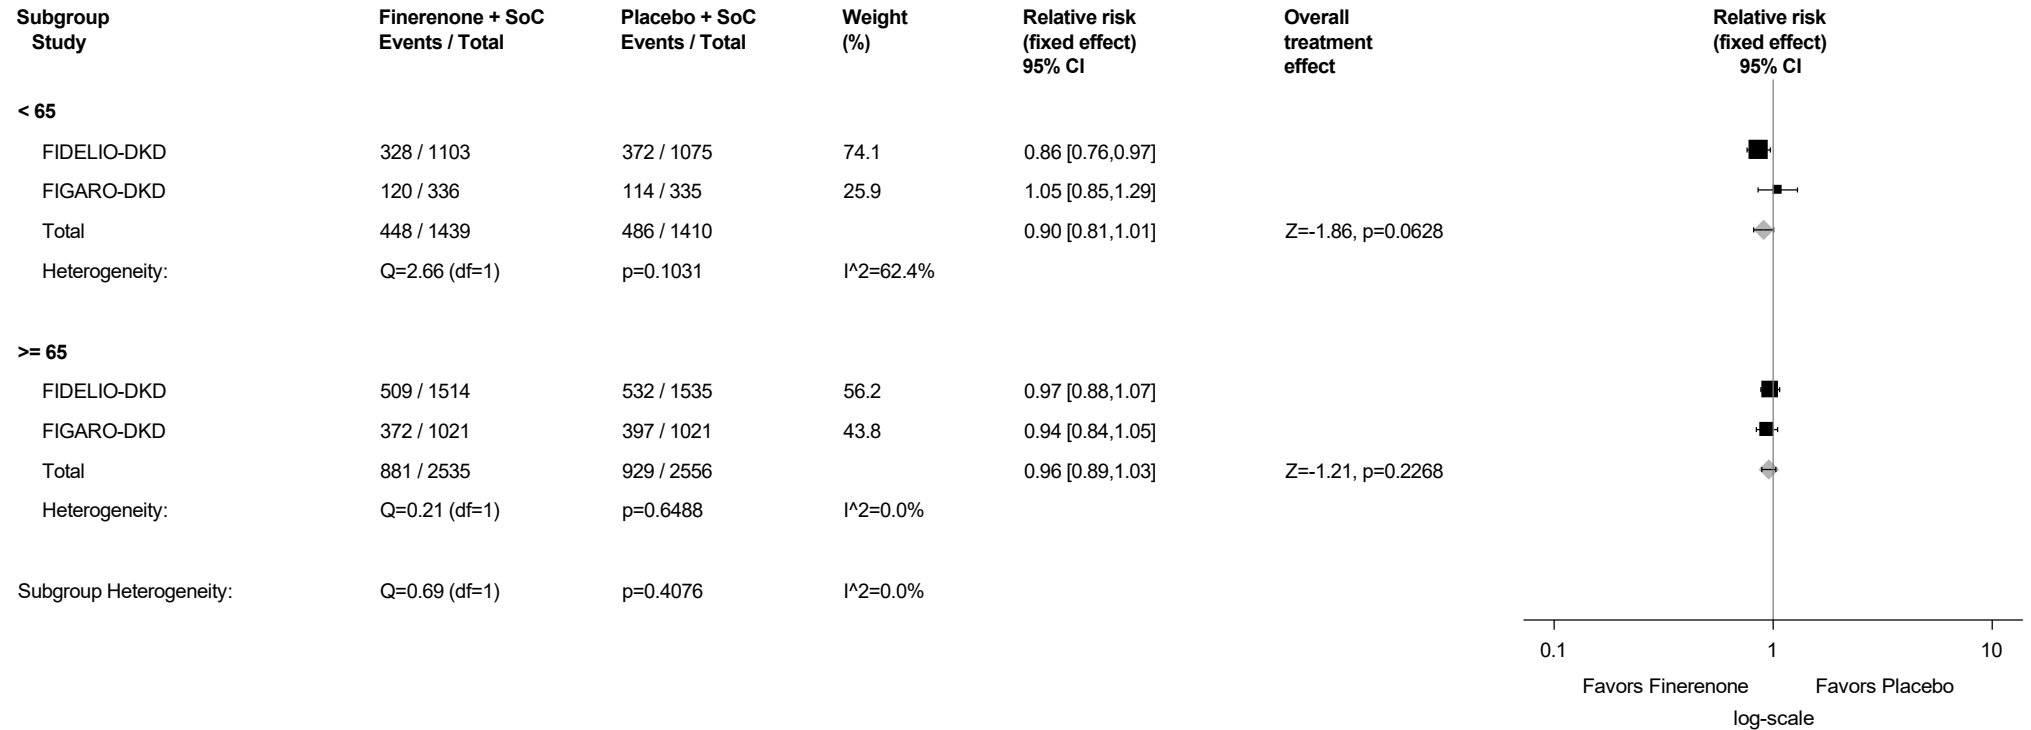 Subgroup Finerenone + SoC Placebo + SoC Weight Relative risk Overall Relative risk
Study Events / Total Events / Total (%) (fixed effect) treatment (fixed effect)
95% CI effect 95% CI
< 65
FIDELIO-DKD 328 / 1103 372 / 1075 74.1 0.86 [0.76,0.97]
FIGARO-DKD 120 / 336 114 / 335 25.9 1.05 [0.85,1.29]
Total 448 / 1439 486 / 1410 0.90 [0.81,1.01] Z=-1.86, p=0.0628
Heterogeneity: Q=2.66 (df=1) p=0.1031 I^2=62.4%
>= 65
FIDELIO-DKD 509 / 1514 532 / 1535 56.2 0.97 [0.88,1.07]
FIGARO-DKD 372 / 1021 397 / 1021 43.8 0.94 [0.84,1.05]
Total 881 / 2535 929 / 2556 0.96 [0.89,1.03] Z=-1.21, p=0.2268
Heterogeneity: Q=0.21 (df=1) p=0.6488 I^2=0.0%
Subgroup Heterogeneity: Q=0.69 (df=1) p=0.4076 I^2=0.0%
0.1 1 10
Favors Finerenone Favors Placebo
log-scale